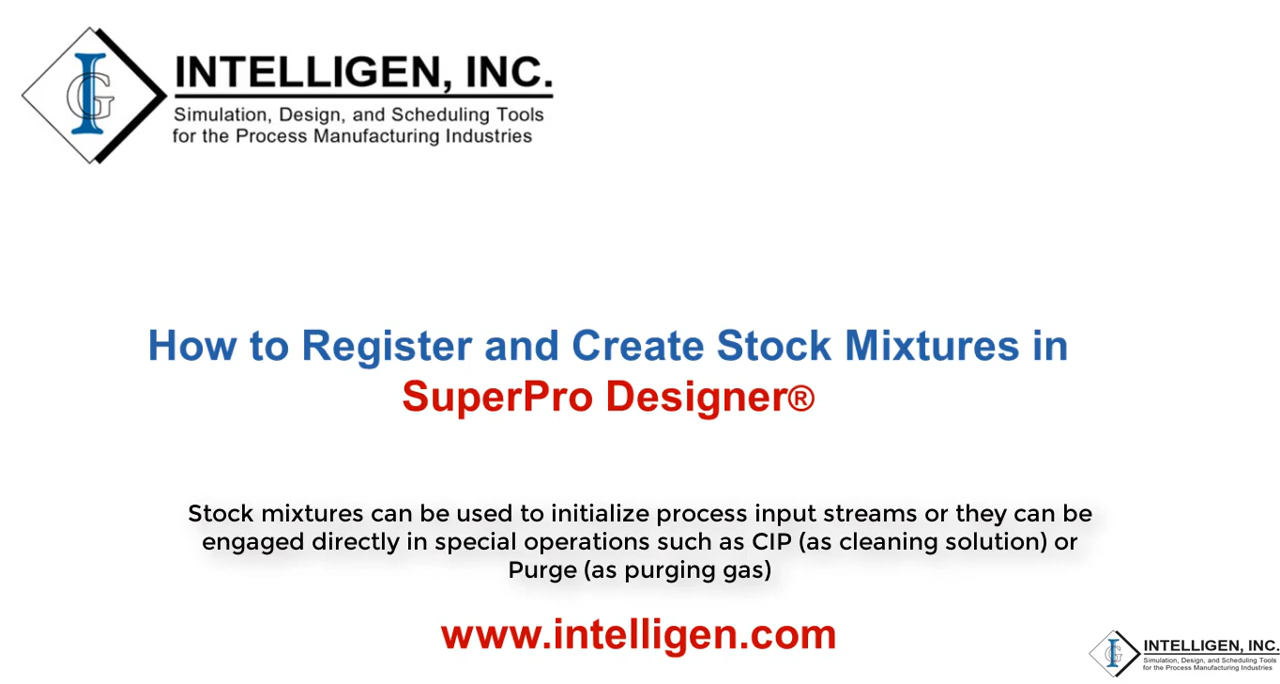 INTELLIGEN, INC.
Simulation, Design, and Scheduling Tools
for the Process Manufacturing Industries
How to Register and Create Stock Mixtures in
SuperPro Designer®
Stock mixtures can be used to initialize process input streams or they can be
engaged directly in special operations such as CIP (as cleaning solution) or
Purge (as purging gas)
www.intelligen.com
INTELLIGEN, INC.
Simulation, Design, and Scheduling Tools
for the Process Manufacturing Industries